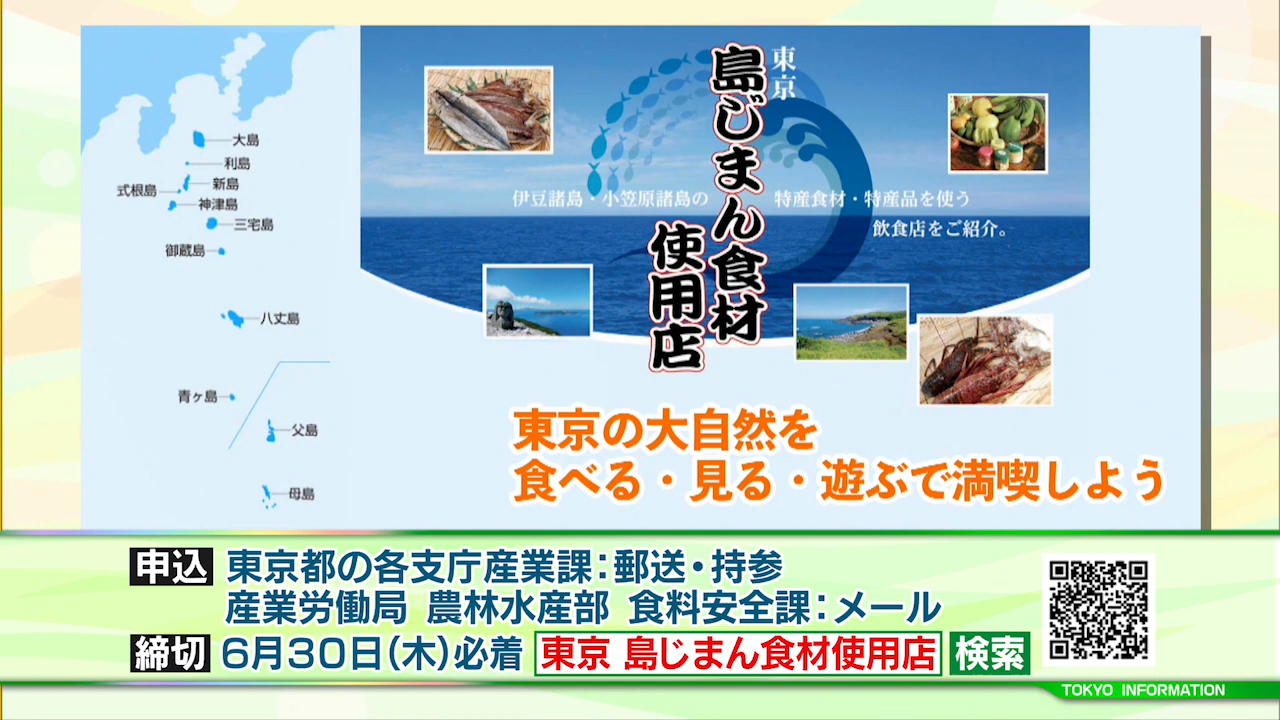 大島
利島
新島
式根島
神津島
三宅島
御蔵島
八丈島
青ヶ島
父島
母島
東京
島じまん食材
使用店
伊豆諸島・小笠原諸島の 特産食材・特産品を使う
飲食店をご紹介。
東京の大自然を
食べる・見る・遊ぶで満喫しよう
申込 東京都の各支庁産業課:郵送・持参
産業労働局 農林水産部 食料安全課:メール
締切 6月30日(木)必着 東京 島じまん食材使用店 検索
TOKYO INFORMATION